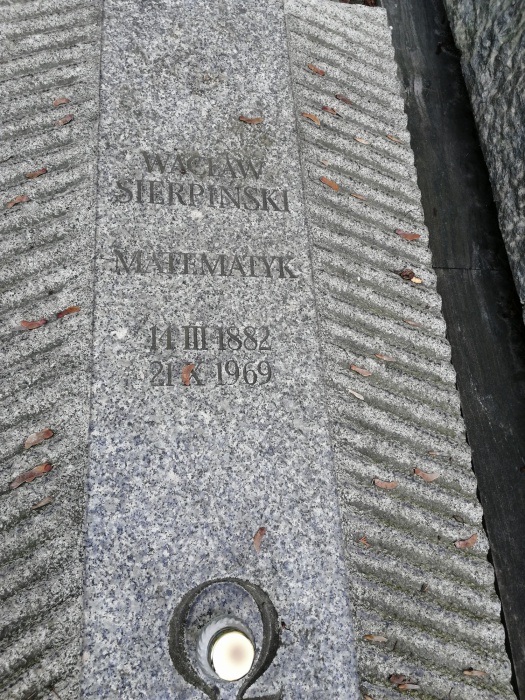 WACŁAW
SIERPIŃSKI
MATEMATYK
14 III 1882
21 X 1969